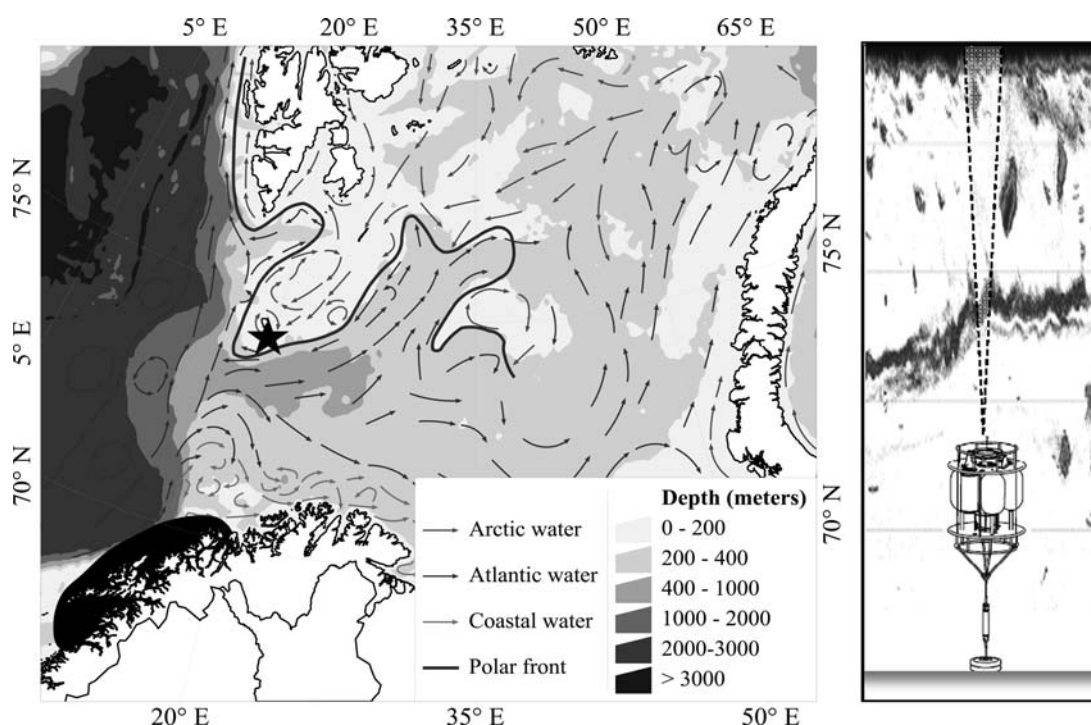 5° E 20° E 35° E 50° E 65° E
75° N
5° E
70° N
75° N
70° N
Arctic water
Atlantic water
Coastal water
Polar front
Depth (meters)
0 - 200
200 - 400
400 - 1000
1000 - 2000
2000-3000
> 3000
20° E 35° E 50° E